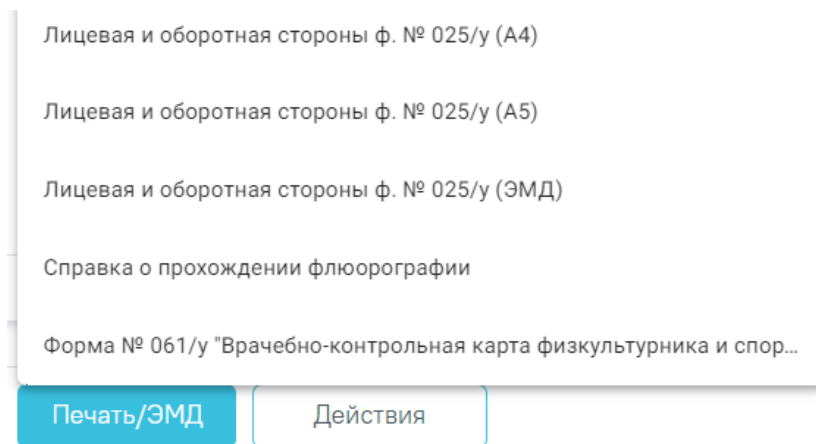 Лицевая и оборотная стороны ф. № 025/у (А4)
Лицевая и оборотная стороны ф. № 025/у (А5)
Лицевая и оборотная стороны ф. № 025/у (ЭМД)
Справка о прохождении флюорографии
Форма № 061/у "Врачебно-контрольная карта физкультурника и спор...
Печать/ЭМД
Действия